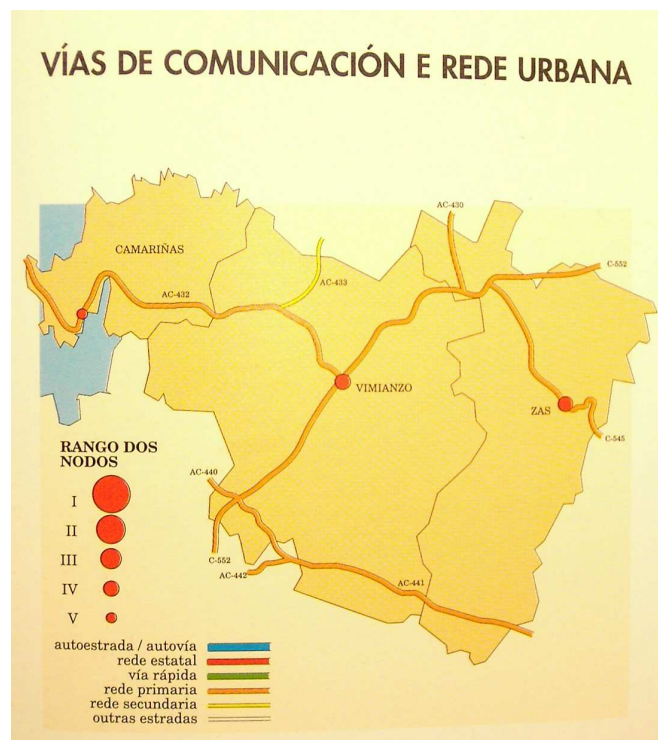 VÍAS DE COMUNICACIÓN E REDE URBANA
AC-430
CAMARIÑAS
C-552
AC-433
AC-432
VIMIANZO
ZAS
C-545
RANGO DOS
NODOS
AC-440
I
II
III
C-552
AC-442
IV
AC-441
V
autoestrada / autovía
rede estatal
vía rápida
rede primaria
rede secundaria
outras estradas